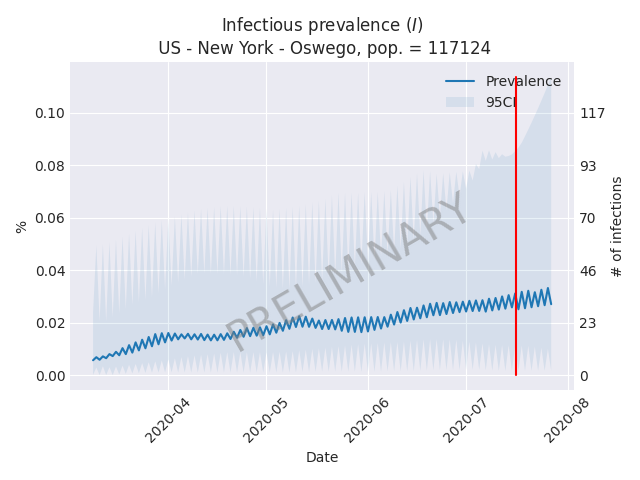 Infectious prevalence (I)
US - New York - Oswego, pop. = 117124
Prevalence
95CI
0.10
0.08
0.06
0.04
0.02
0.00
%
117
93
70
46
23
0
# of infections
PRELIMINARY
2020-04
2020-05
2020-06
2020-07
2020-08
Date